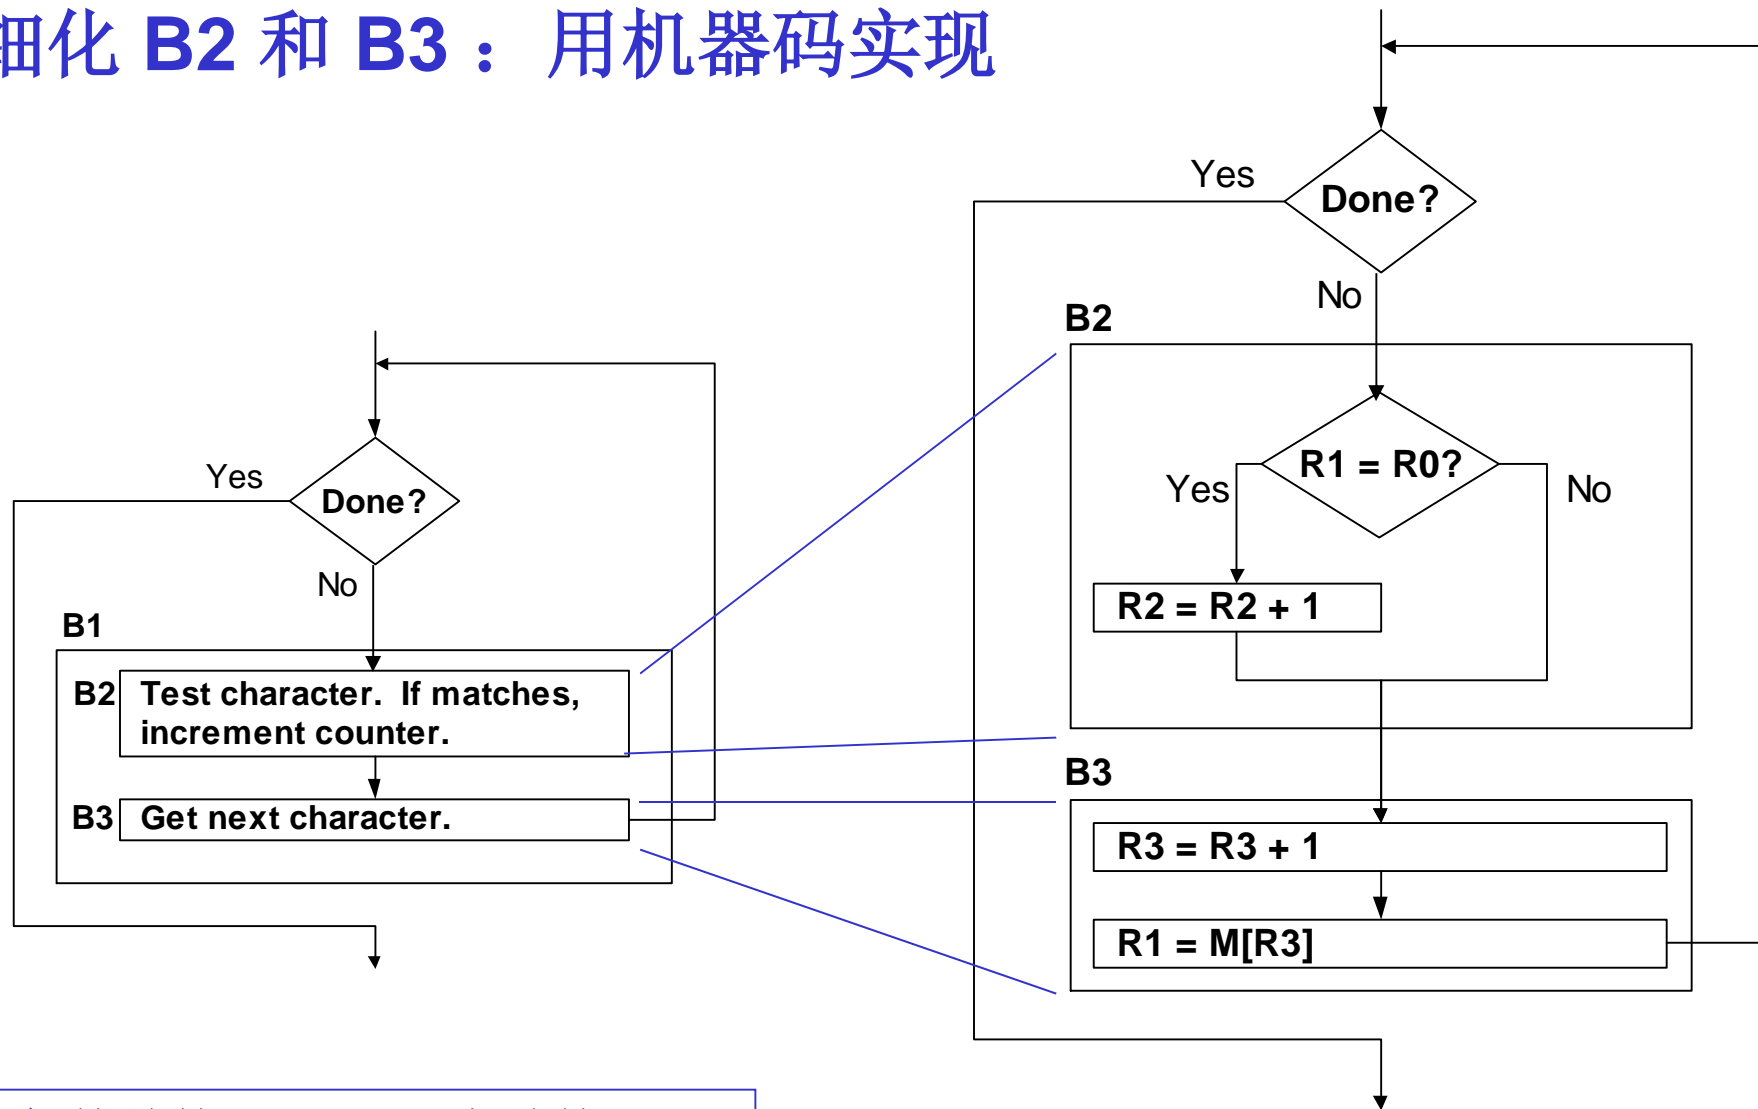 细化 B2 和 B3 ：用机器码实现
Yes
Done?
No
B1
B2
Test character. If matches,
increment counter.
B3
Get next character.
Yes
Done?
No
B2
R1 = R0?
Yes
No
R2 = R2 + 1
B3
R3 = R3 + 1
R1 = M[R3]